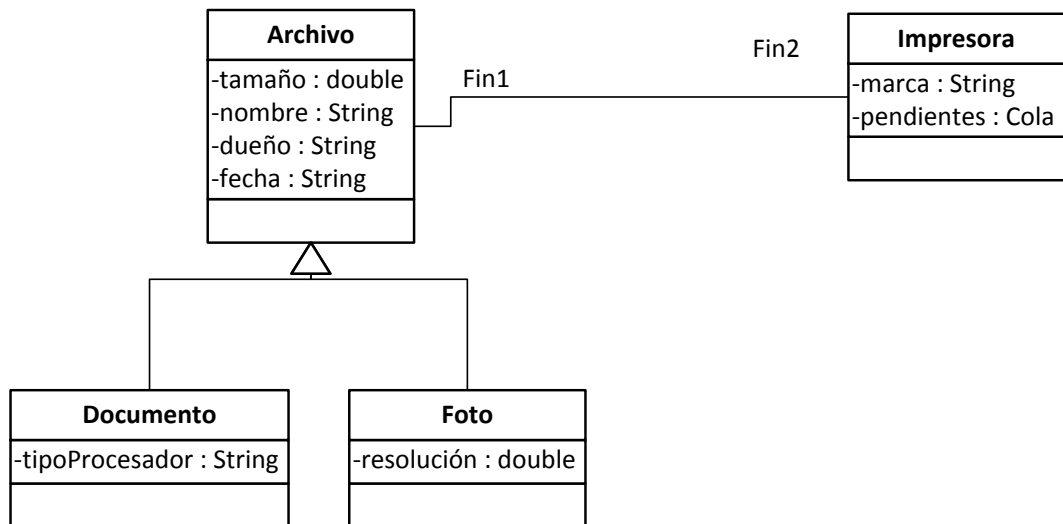 Archivo
-tamaño : double
-nombre : String
-dueño : String
-fecha : String
Fin1
Fin2
Impresora
-marca : String
-pendientes : Cola
Documento
-tipoProcesador : String
Foto
-resolución : double